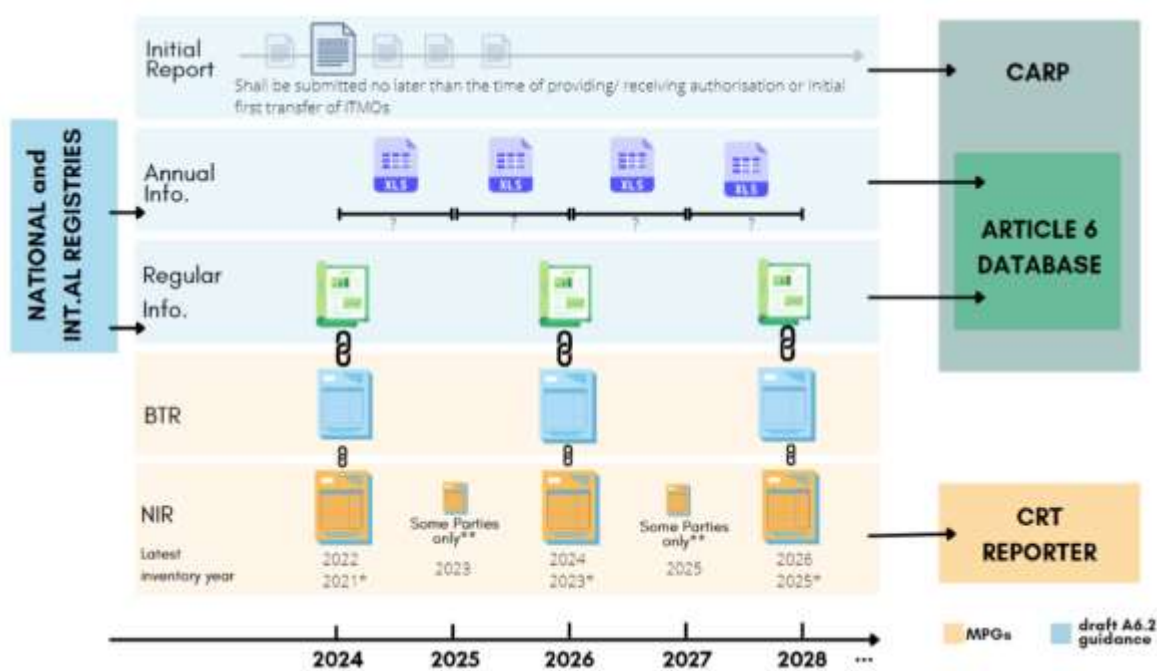 Initial
Report
Shall be submitted no later than the time of providing/ receiving authorisation or initial
first transfer of ITMOs
CARP
NATIONAL and
INT.AL REGISTRIES
Annual
Info.
XLS
XLS
XLS
XLS
?
?
?
?
ARTICLE 6
DATABASE
Regular
Info.
BTR
NIR
Some Parties
only**
Some Parties
only**
Latest
inventory year
2022
2021*
2023
2024
2023*
2025
2026
2025*
CRT
REPORTER
MPGs
draft A6.2
guidance
2024
2025
2026
2027
2028
...